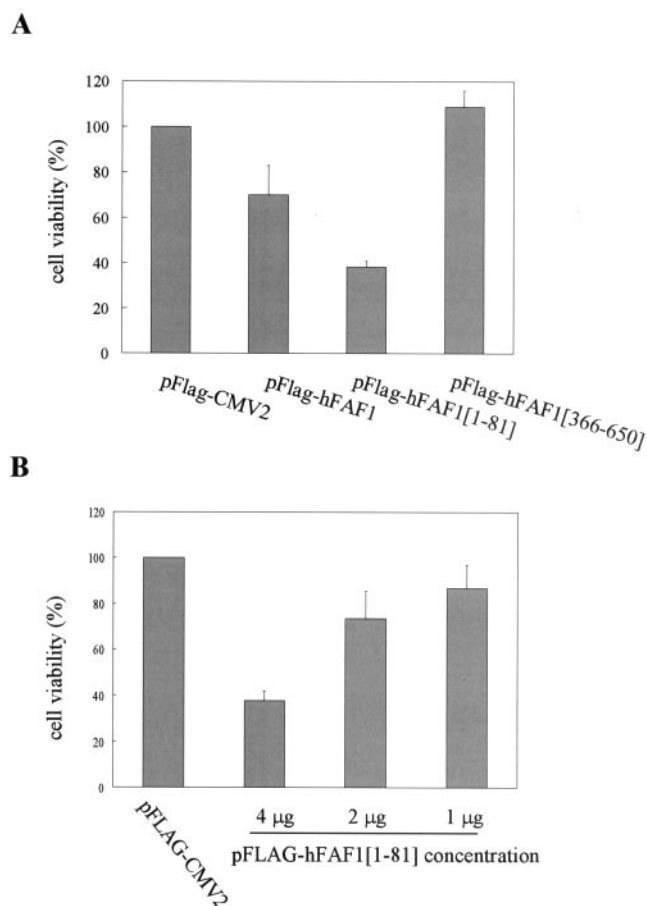 A
120
100
80
60
40
20
0
cell viability (%)
pFlag-CMV2
pFlag-hFAF1
pFlag-hFAF1[1-81]
pFlag-hFAF1[366-650]
B
120
100
80
60
40
20
0
cell viability (%)
pFLAG-CMV2
4 µg 2 µg 1 µg
pFLAG-hFAF1[1-81] concentration